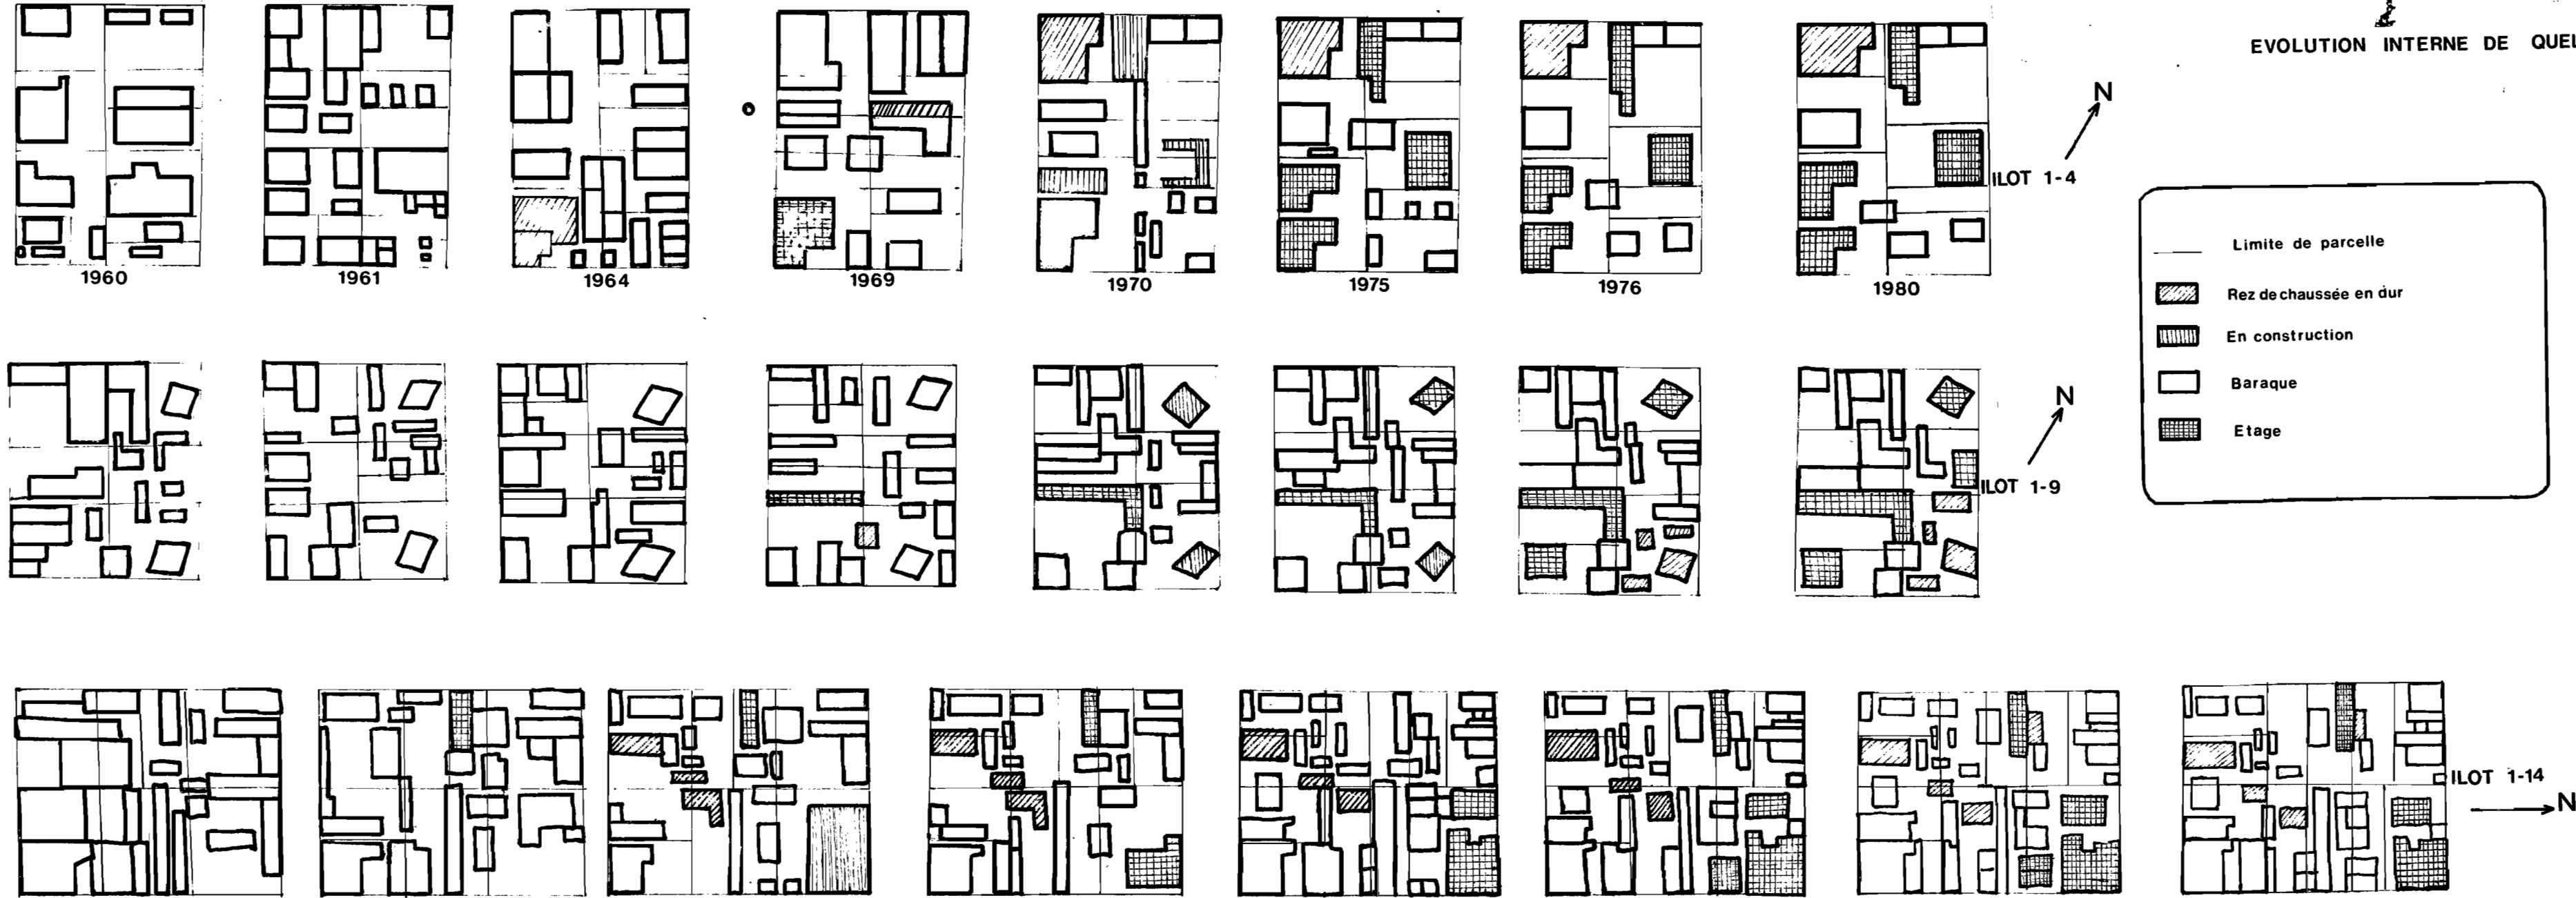 EVOLUTION INTERNE DE
N
ILOT 1-4
1960
1961
1964
1969
1970
1975
1976
1980
Limite de parcelle
Rez de chaussée en dur
En construction
Baraque
Etage
N
ILOT 1-9
ILOT 1-14
N